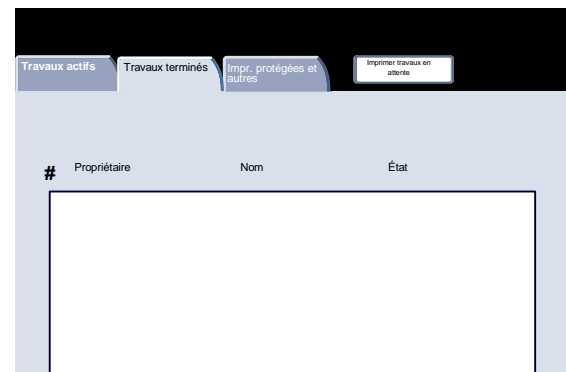 Travaux actifs
Travaux terminés
Impr. protégées et
autres
Imprimer travaux en
attente
# Propriétaire Nom État